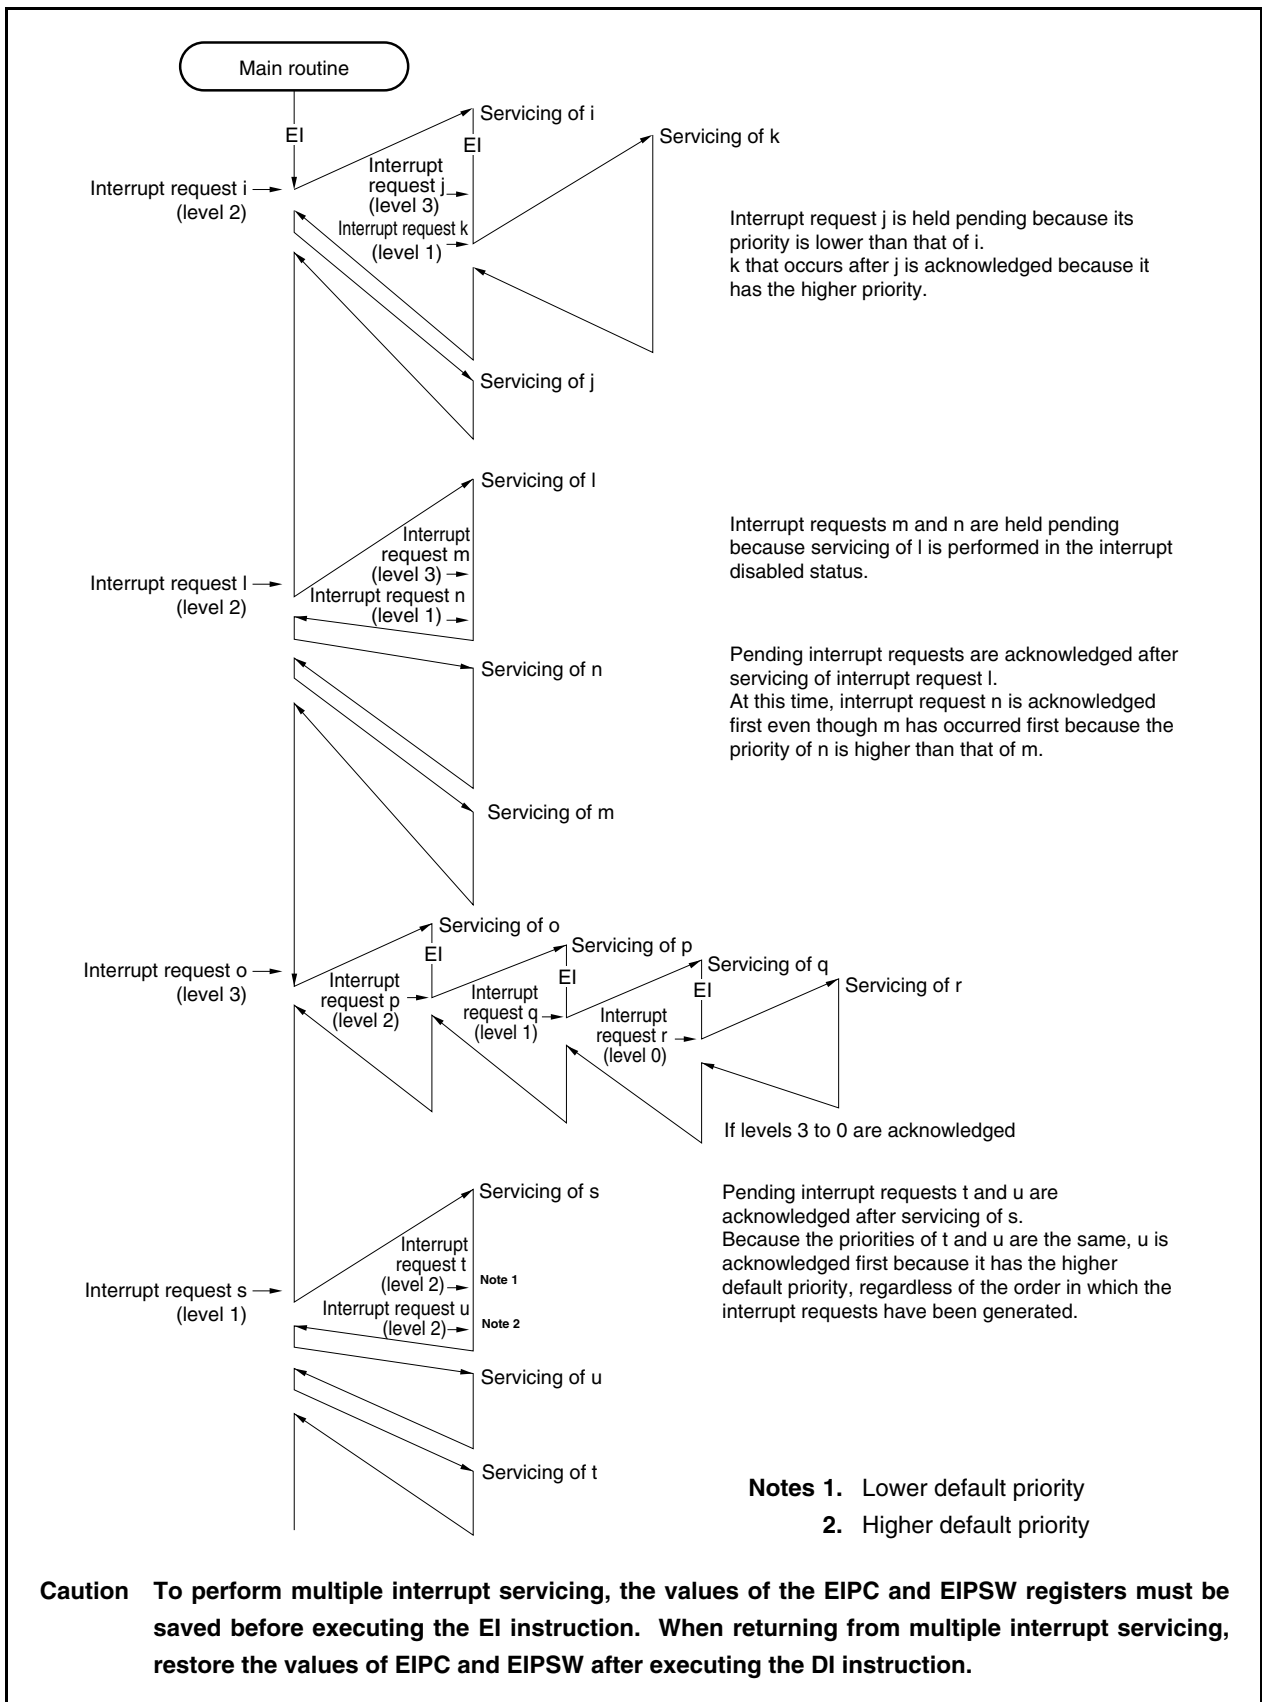 Main routine
EI
Servicing of i
EI
Servicing of k
Interrupt request i
(level 2)
Interrupt
request j
(level 3)
Interrupt request k
(level 1)
Interrupt request j is held pending because its
priority is lower than that of i.
k that occurs after j is acknowledged because it
has the higher priority.
Servicing of j
Servicing of l
Interrupt request l
(level 2)
Interrupt
request m
(level 3)
Interrupt request n
(level 1)
Interrupt requests m and n are held pending
because servicing of l is performed in the interrupt
disabled status.
Servicing of n
Pending interrupt requests are acknowledged after
servicing of interrupt request l.
At this time, interrupt request n is acknowledged
first even though m has occurred first because the
priority of n is higher than that of m.
Servicing of m
Interrupt request o
(level 3)
Servicing of o
EI
Interrupt
request p
(level 2)
Servicing of p
EI
Interrupt
request q
(level 1)
Servicing of q
EI
Interrupt
request r
(level 0)
Servicing of r
If levels 3 to 0 are acknowledged
Servicing of s
Interrupt request s
(level 1)
Interrupt
request t
(level 2)
Note 1
Interrupt request u
(level 2)
Note 2
Pending interrupt requests t and u are
acknowledged after servicing of s.
Because the priorities of t and u are the same, u is
acknowledged first because it has the higher
default priority, regardless of the order in which the
interrupt requests have been generated.
Servicing of u
Servicing of t
Notes 1. Lower default priority
2. Higher default priority
Caution To perform multiple interrupt servicing, the values of the EIPC and EIPSW registers must be
saved before executing the EI instruction. When returning from multiple interrupt servicing,
restore the values of EIPC and EIPSW after executing the DI instruction.